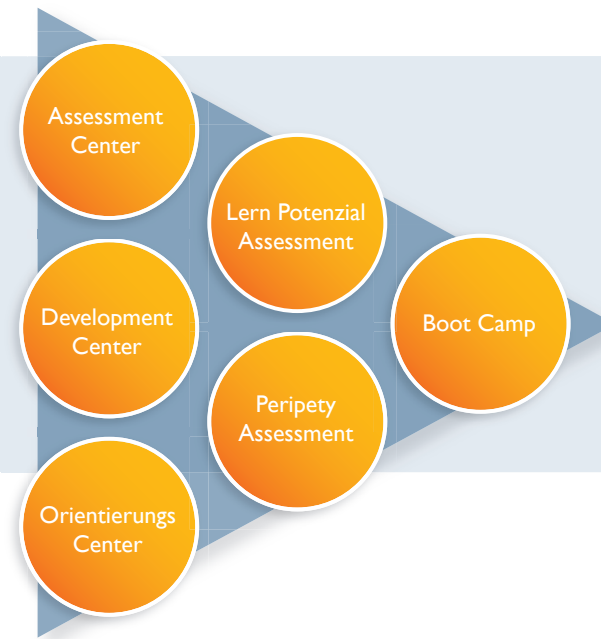 Assessment
Center
Lern Potenzial
Assessment
Development
Center
Boot Camp
Peripety
Assessment
Orientierungs
Center